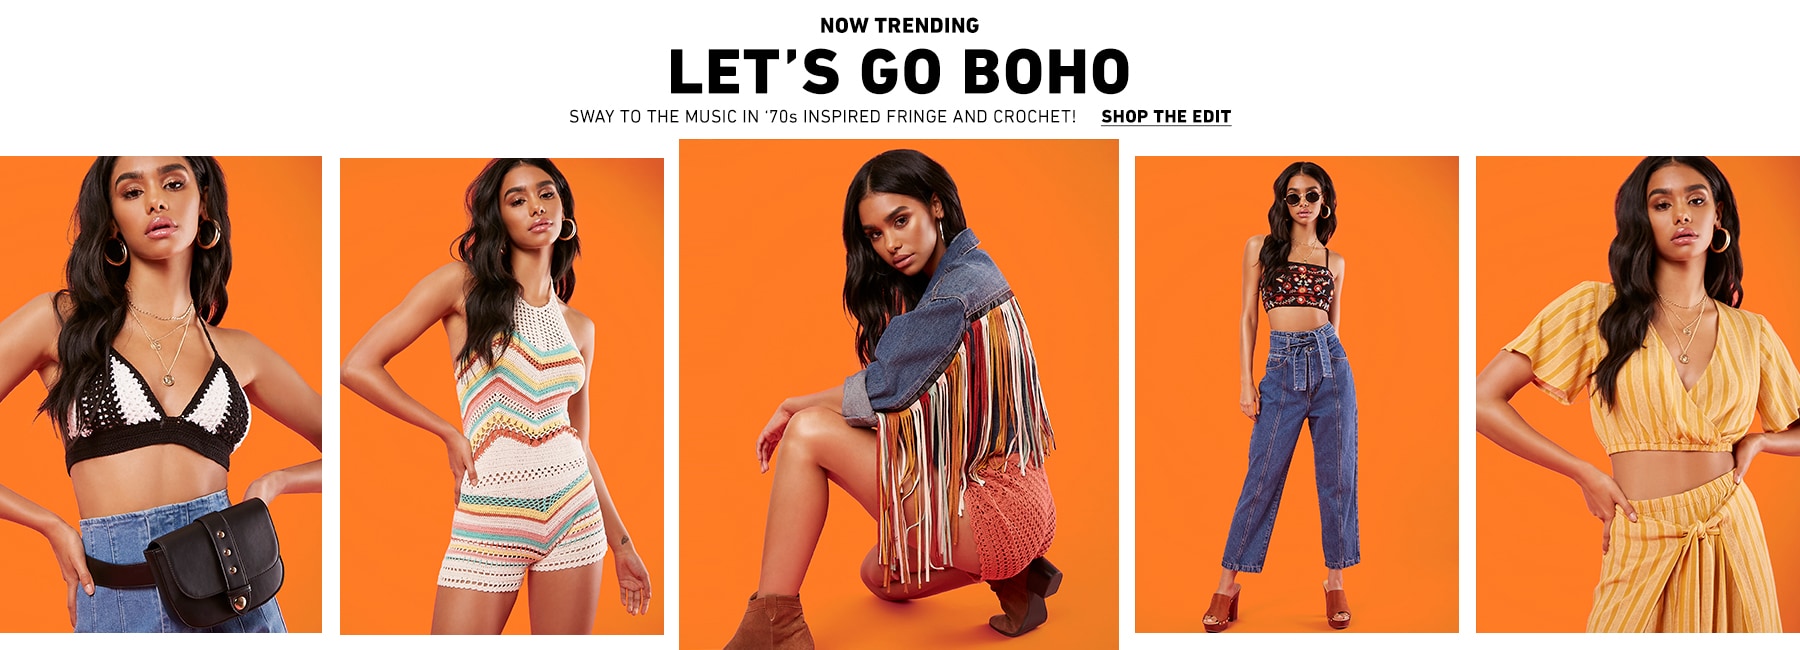 NOW TRENDING
LET’S GO BOHO
SWAY TO THE MUSIC IN ‘70s INSPIRED FRINGE AND CROCHET! SHOP THE EDIT